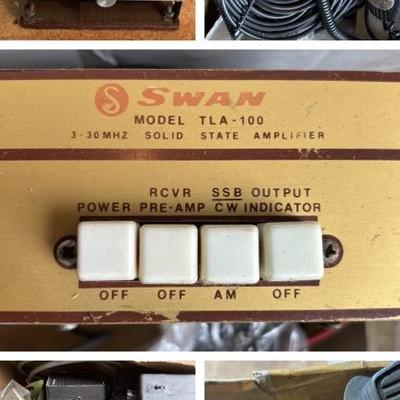 SWAN
MODEL TLA-100
3-30MHZ SOLID STATE AMPLIFIER
RCVR SSB OUTPUT
POWER PRE-AMP CW INDICATOR
OFF OFF AM OFF